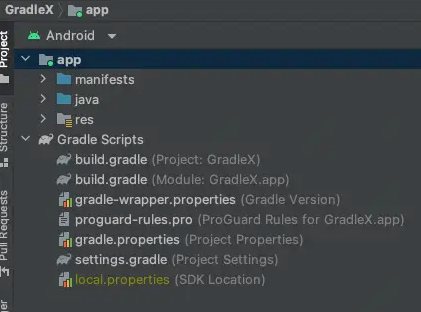 GradleX app
Android
app
manifests
java
res
Gradle Scripts
build.gradle (Project: GradleX)
build.gradle (Module: GradleX.app)
gradle-wrapper.properties (Gradle Version)
proguard-rules.pro (ProGuard Rules for GradleX.app)
gradle.properties (Project Properties)
settings.gradle (Project Settings)
local.properties (SDK Location)
Project
Structure
Pull Requests